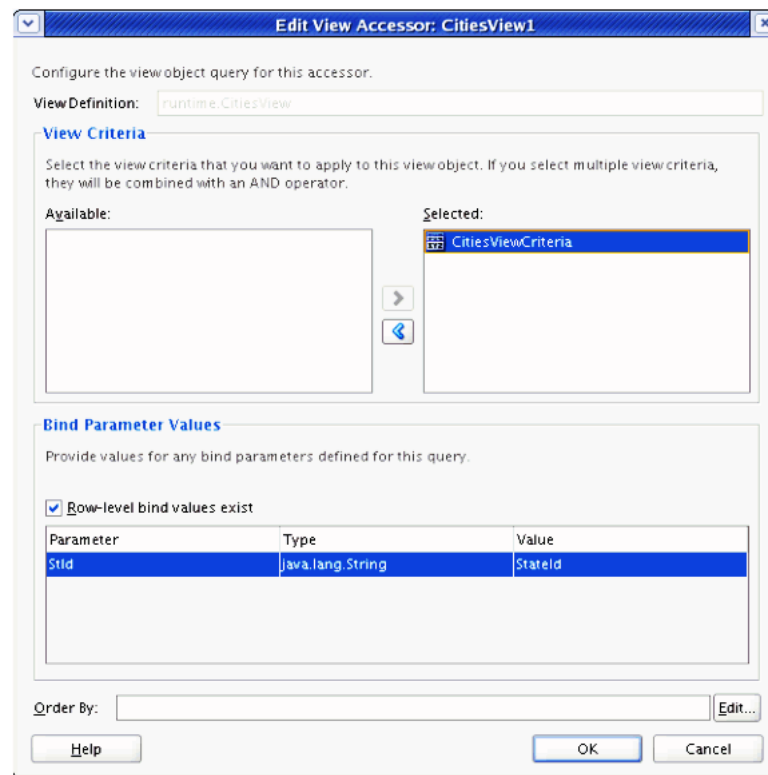 Edit View Accessor: CitiesView1
Configure the view object query for this accessor.
View Definition: runtime.CitiesView
View Criteria
Select the view criteria that you want to apply to this view object. If you select multiple view criteria,
they will be combined with an AND operator.
Available:
Selected:
CitiesViewCriteria
Bind Parameter Values
Provide values for any bind parameters defined for this query.
Row-level bind values exist
Parameter Type Value
StId java.lang.String StateId
Order By: Edit...
Help OK Cancel